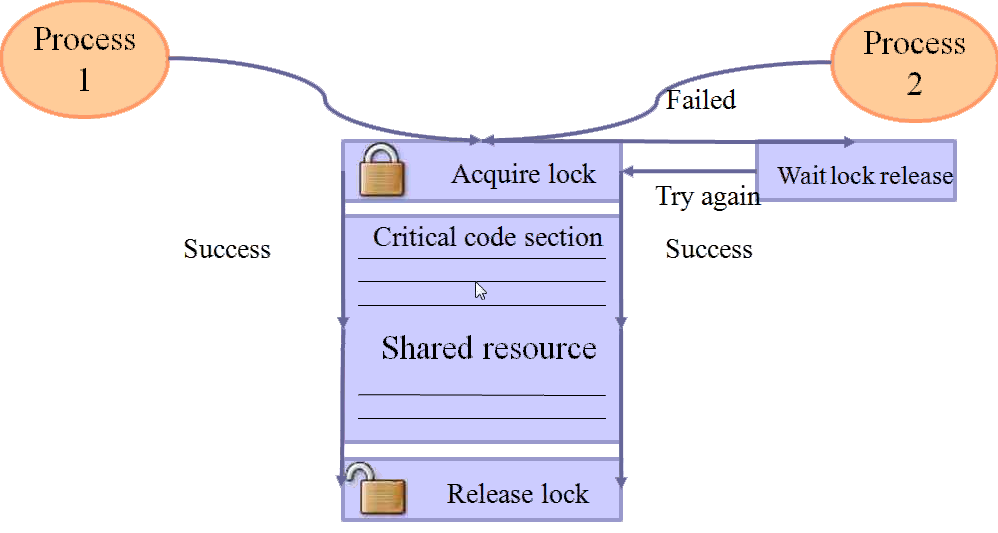 Process
1
Process
2
Failed
Acquire lock
Wait lock release
Try again
Critical code section
Success
Success
Shared resource
Release lock